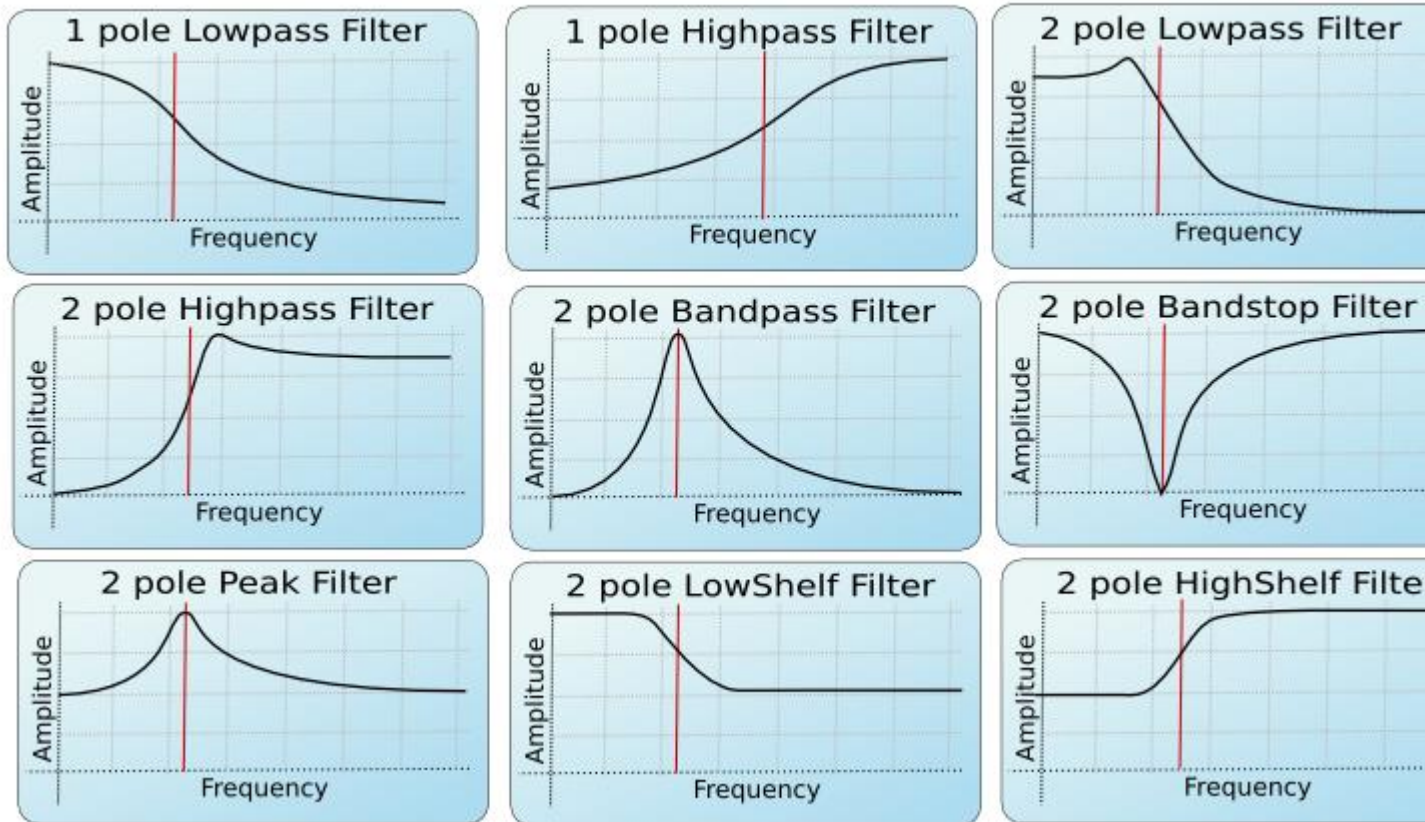 1 pole Lowpass Filter
Amplitude
Frequency
1 pole Highpass Filter
Amplitude
Frequency
2 pole Lowpass Filter
Amplitude
Frequency
2 pole Highpass Filter
Amplitude
Frequency
2 pole Bandpass Filter
Amplitude
Frequency
2 pole Bandstop Filter
Amplitude
Frequency
2 pole Peak Filter
Amplitude
Frequency
2 pole LowShelf Filter
Amplitude
Frequency
2 pole HighShelf Filte
Amplitude
Frequency